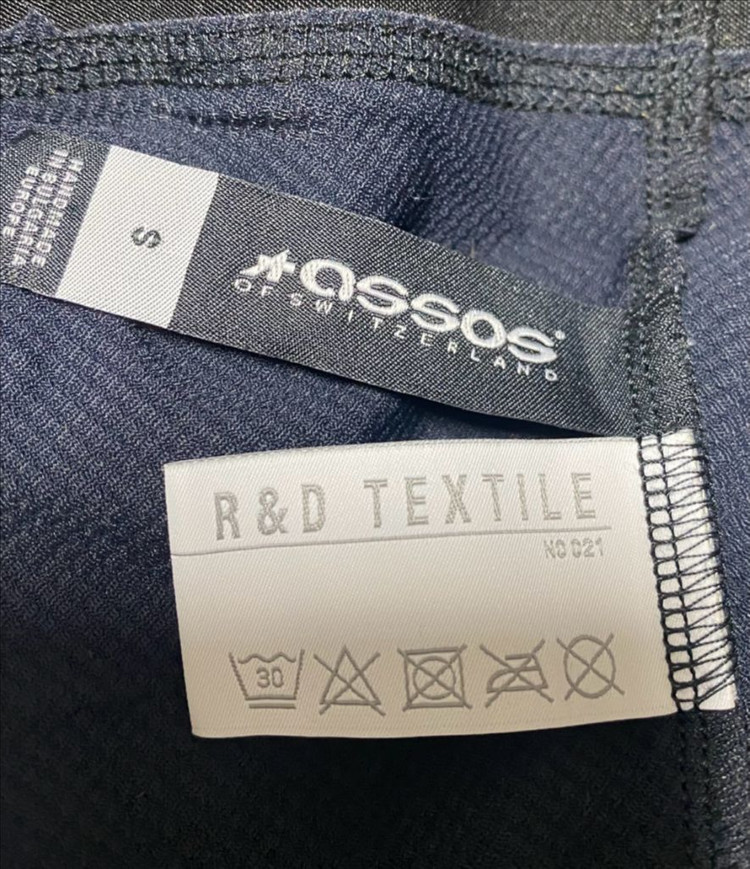 HANDMADE
IN BULGARIA
EUROPE
S
assos
OF SWITZERLAND
R&D TEXTILE
NO 021
30